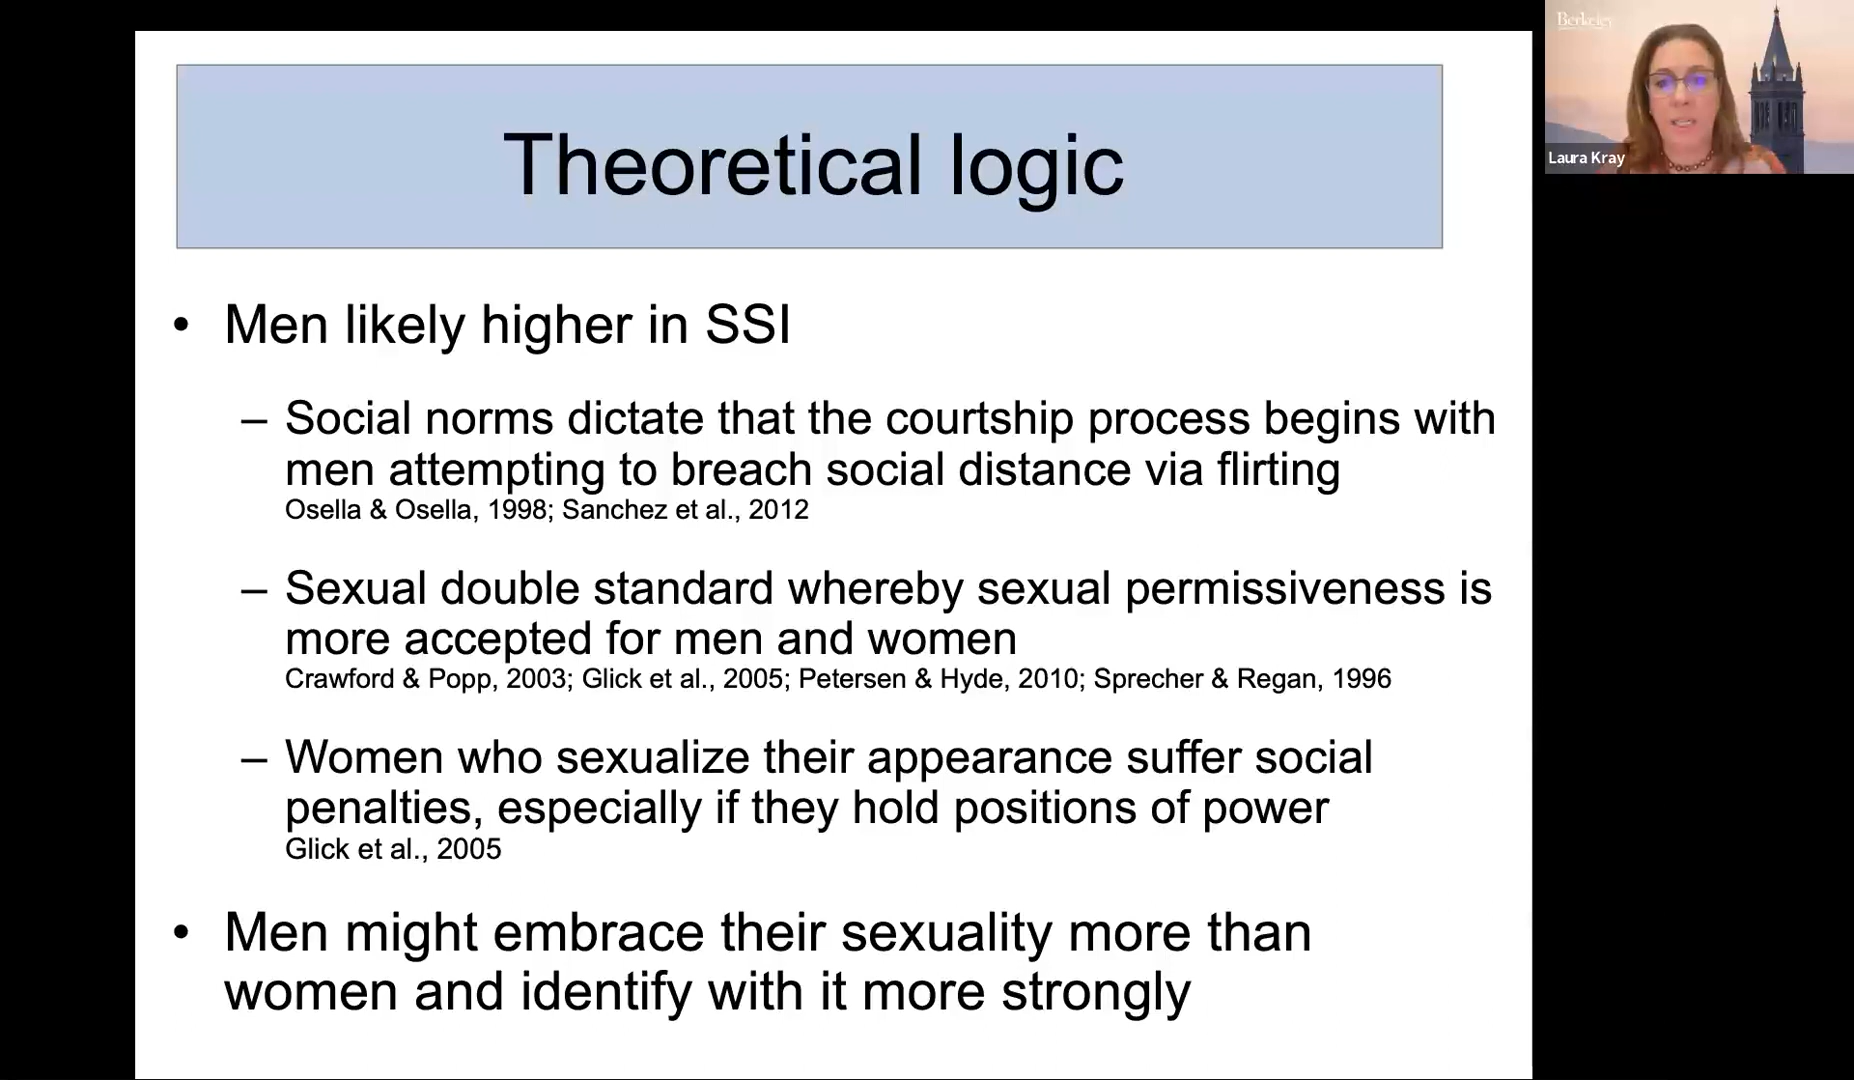 Theoretical logic
• Men likely higher in SSI
– Social norms dictate that the courtship process begins with
men attempting to breach social distance via flirting
Osella & Osella, 1998; Sanchez et al., 2012
– Sexual double standard whereby sexual permissiveness is
more accepted for men and women
Crawford & Popp, 2003; Glick et al., 2005; Petersen & Hyde, 2010; Sprecher & Regan, 1996
– Women who sexualize their appearance suffer social
penalties, especially if they hold positions of power
Glick et al., 2005
• Men might embrace their sexuality more than
women and identify with it more strongly
Berkeley
Laura Kray